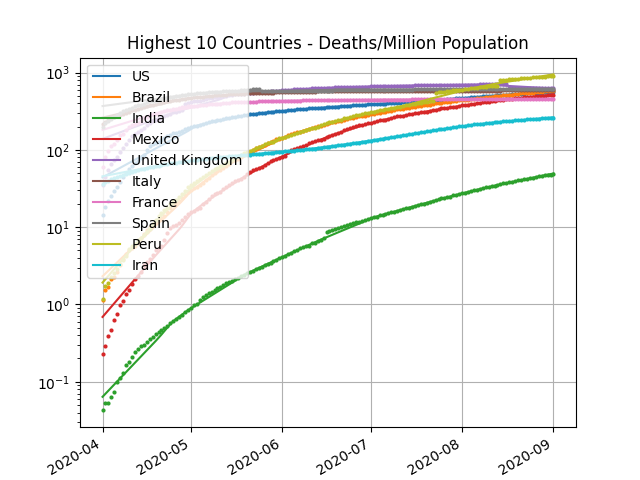 Highest 10 Countries - Deaths/Million Population
10³
10²
10¹
10⁰
10⁻¹
US
Brazil
India
Mexico
United Kingdom
Italy
France
Spain
Peru
Iran
2020-04
2020-05
2020-06
2020-07
2020-08
2020-09